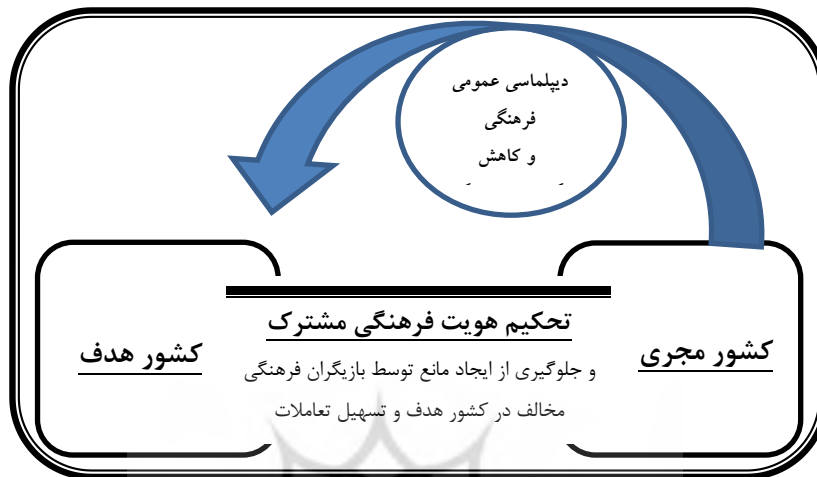 دیپلماسی عمومی
فرهنگی
و کاهش
تحکیم هویت فرهنگی مشترک
و جلوگیری از ایجاد مانع توسط بازیگران فرهنگی
مخالف در کشور هدف و تسهیل تعاملات
کشور مجری
کشور هدف